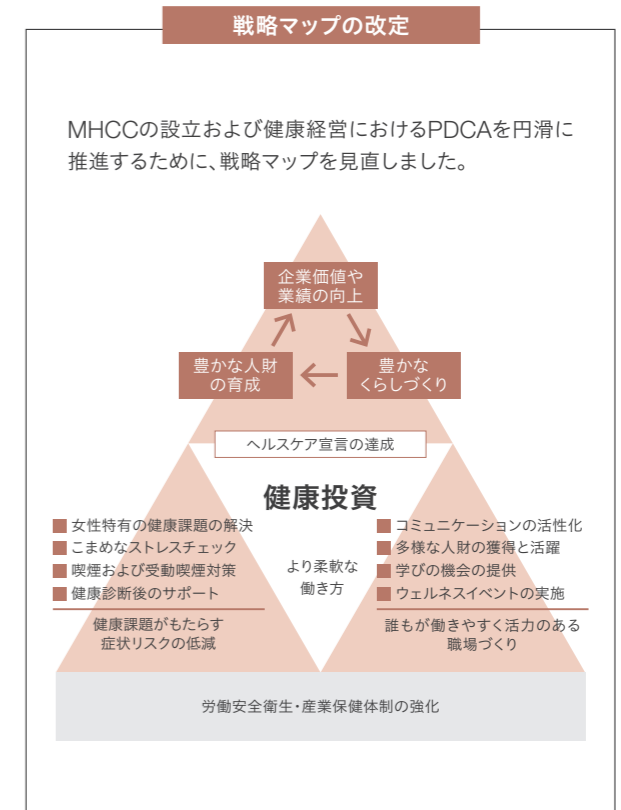 戦略マップの改定
MHCCの設立および健康経営におけるPDCAを円滑に
推進するために、戦略マップを見直しました。
企業価値や
業績の向上
豊かな人財
の育成
豊かな
くらしづくり
ヘルスケア宣言の達成
健康投資
女性特有の健康課題の解決
こまめなストレスチェック
喫煙および受動喫煙対策
健康診断後のサポート
健康課題がもたらす
症状リスクの低減
より柔軟な
働き方
コミュニケーションの活性化
多様な人財の獲得と活躍
学びの機会の提供
ウェルネスイベントの実施
誰もが働きやすく活力のある
職場づくり
労働安全衛生・産業保健体制の強化